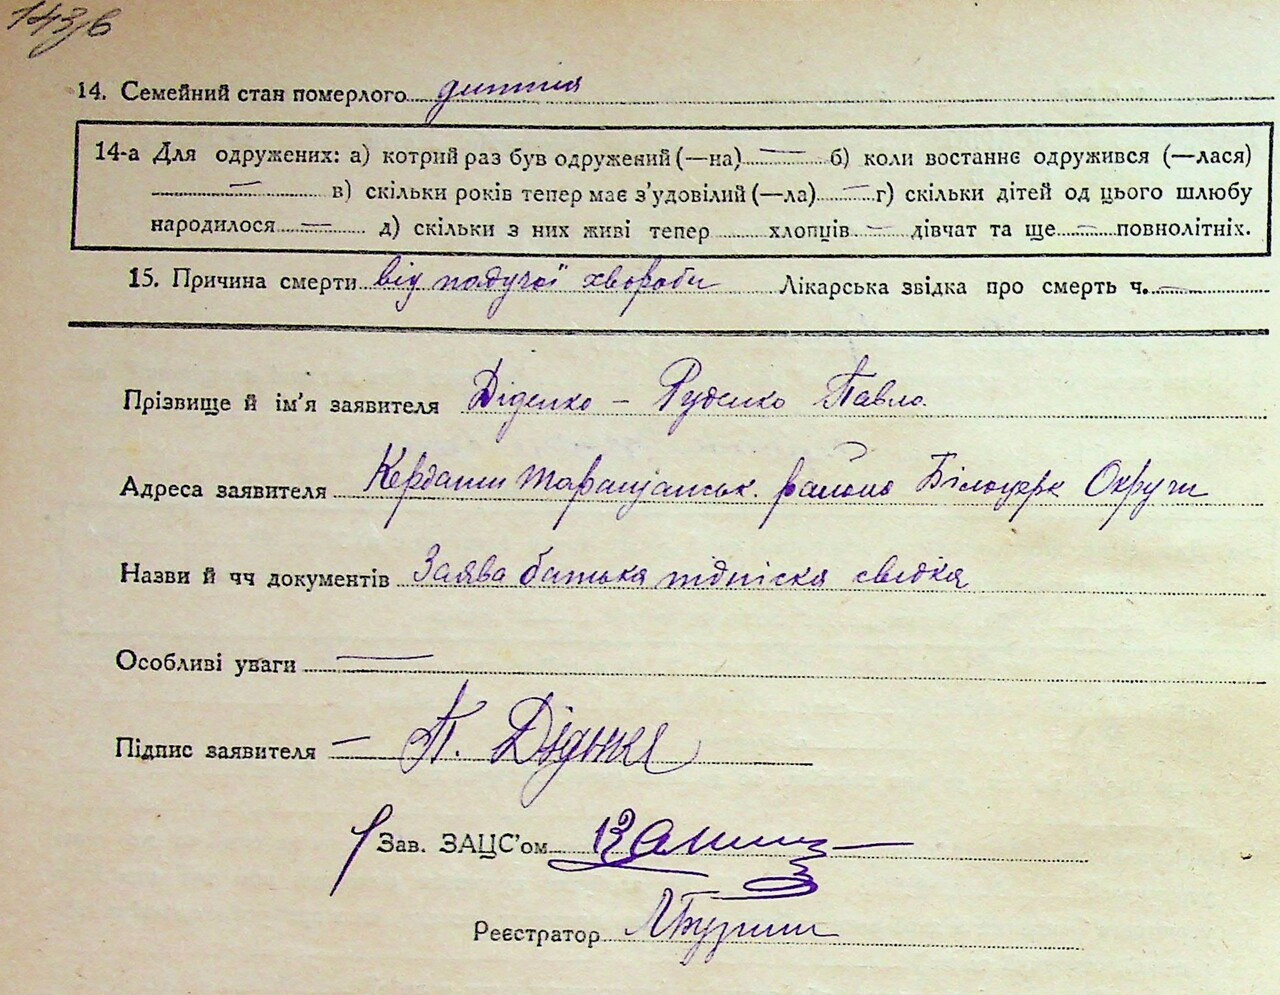 143/в
14. Семейний стан померлого дитина
14-а Для одружених: а) котрий раз був одружений (—на) — б) коли востаннє одружився (—лася)
— в) скільки років тепер має з'удовілий (—ла) — г) скільки дітей од цього шлюбу
народилося — д) скільки з них живі тепер хлопців — дівчат та ще — повнолітніх.
15. Причина смерти від падучої хвороби Лікарська звідка про смерть ч. —
Прізвище й ім'я заявителя Діденко – Руденко Павло
Адреса заявителя Кердани Таращанськ. району Білоцерк Округи
Назви й чч документів Заява батька підпіска свідка
Особливі уваги —
Підпис заявителя — П. Діденко
Зав. ЗАЦС'ом
Реєстратор